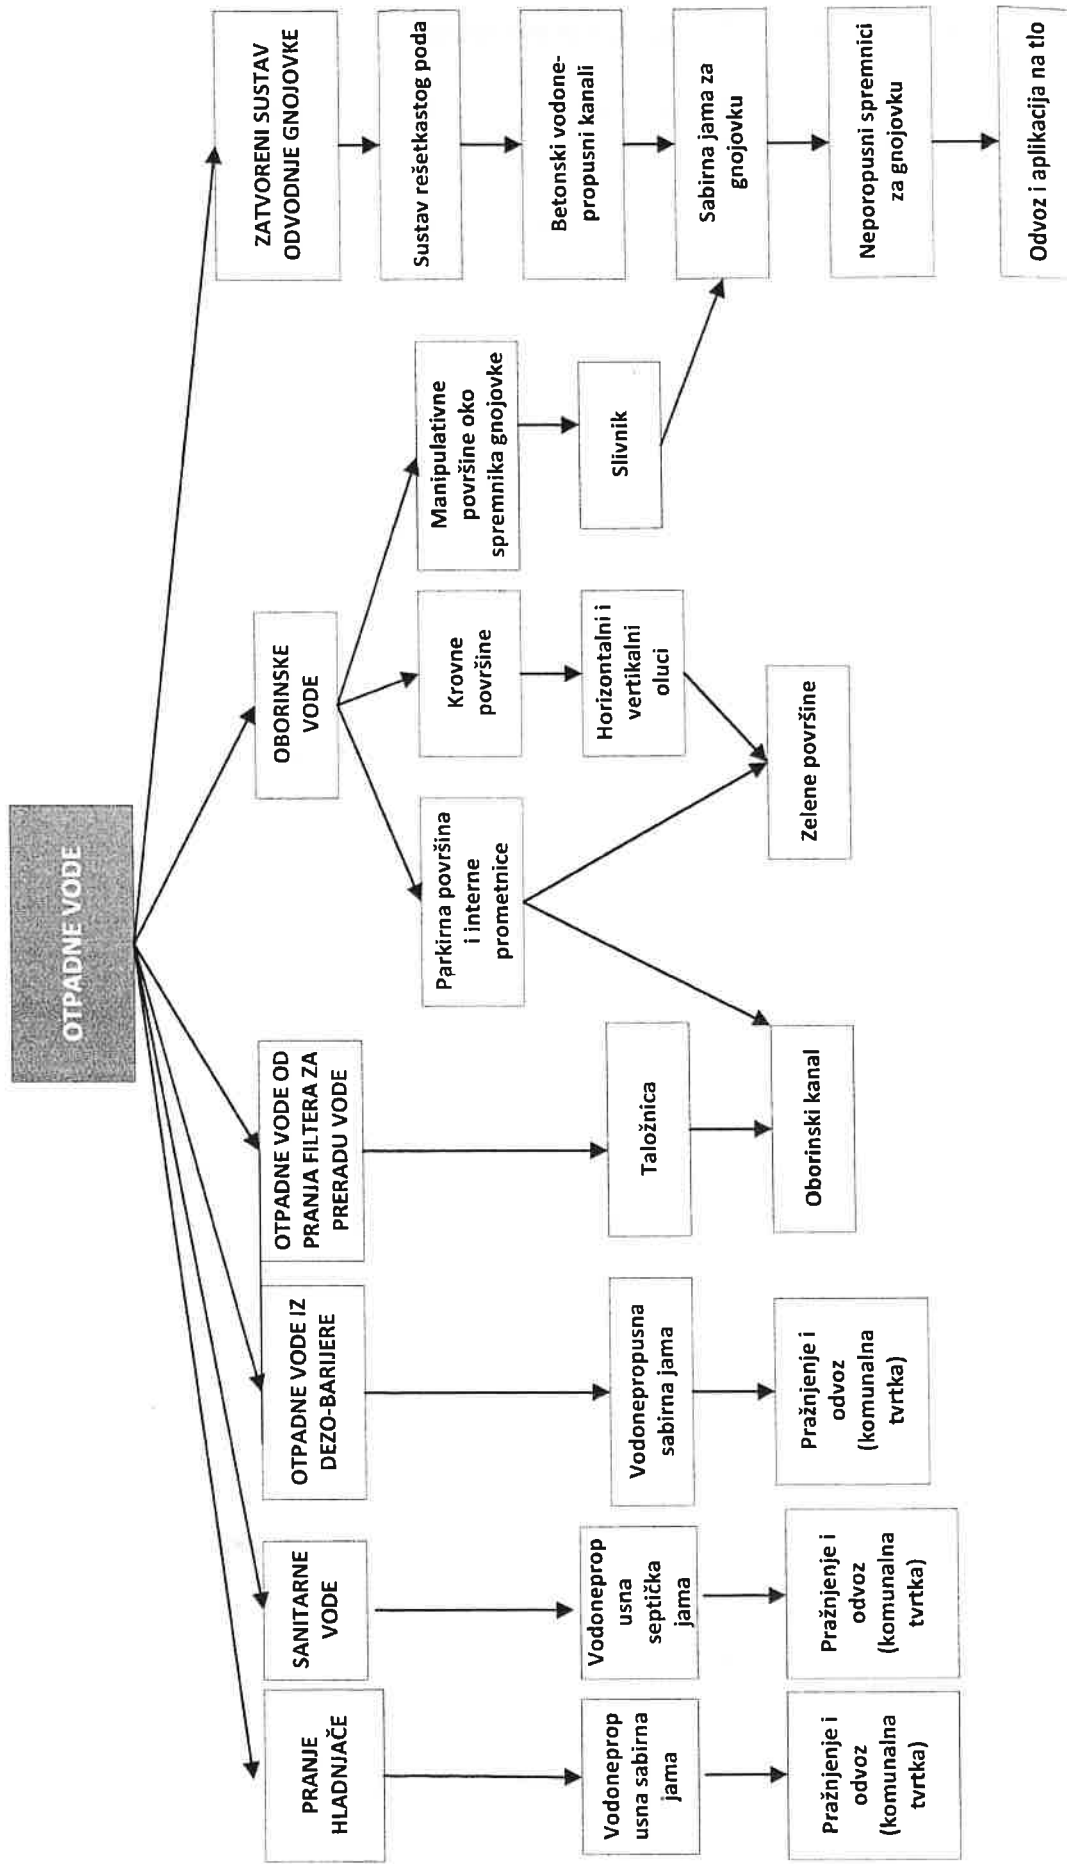 OTPADNE VODE
PRANJE
HLADNJAČE
SANITARNE
VODE
OTPADNE VODE IZ
DEZO-BARIJERE
OTPADNE VODE OD
PRANJA FILTERA ZA
PRERADU VODE
OBORINSKE
VODE
ZATVORENI SUSTAV
ODVODNJE GNOJOVKE
Parkirna površina
i interne
prometnice
Krovne
površine
Manipulativne
površine oko
spremnika gnojovke
Sustav rešetkastog poda
Betonski vodone-
propusni kanali
Vodoneprop
usna sabirna
jama
Vodoneprop
usna
septička
jama
Vodonepropusna
sabirna jama
Taložnica
Horizontalni i
vertikalni
oluci
Slivnik
Sabirna jama za
gnojovku
Pražnjenje i
odvoz
(komunalna
tvrtka)
Pražnjenje i
odvoz
(komunalna
tvrtka)
Pražnjenje i
odvoz
(komunalna
tvrtka)
Oborinski kanal
Zelene površine
Neporopusni spremnici
za gnojovku
Odvoz i aplikacija na tlo